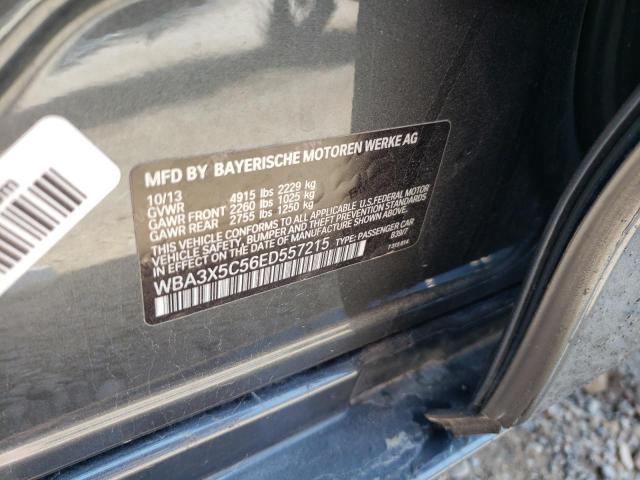 MFD BY BAYERISCHE MOTOREN WERKE AG
10/13
GVWR 4915 lbs 2229 kg
GAWR FRONT 2260 lbs 1025 kg
GAWR REAR 2755 lbs 1250 kg
THIS VEHICLE CONFORMS TO ALL APPLICABLE U.S. FEDERAL MOTOR
VEHICLE SAFETY, BUMPER, AND THEFT PREVENTION STANDARDS
IN EFFECT ON THE DATE OF MANUFACTURE SHOWN ABOVE.
WBA3X5C56ED557215 TYPE: PASSENGER CAR
B39/7